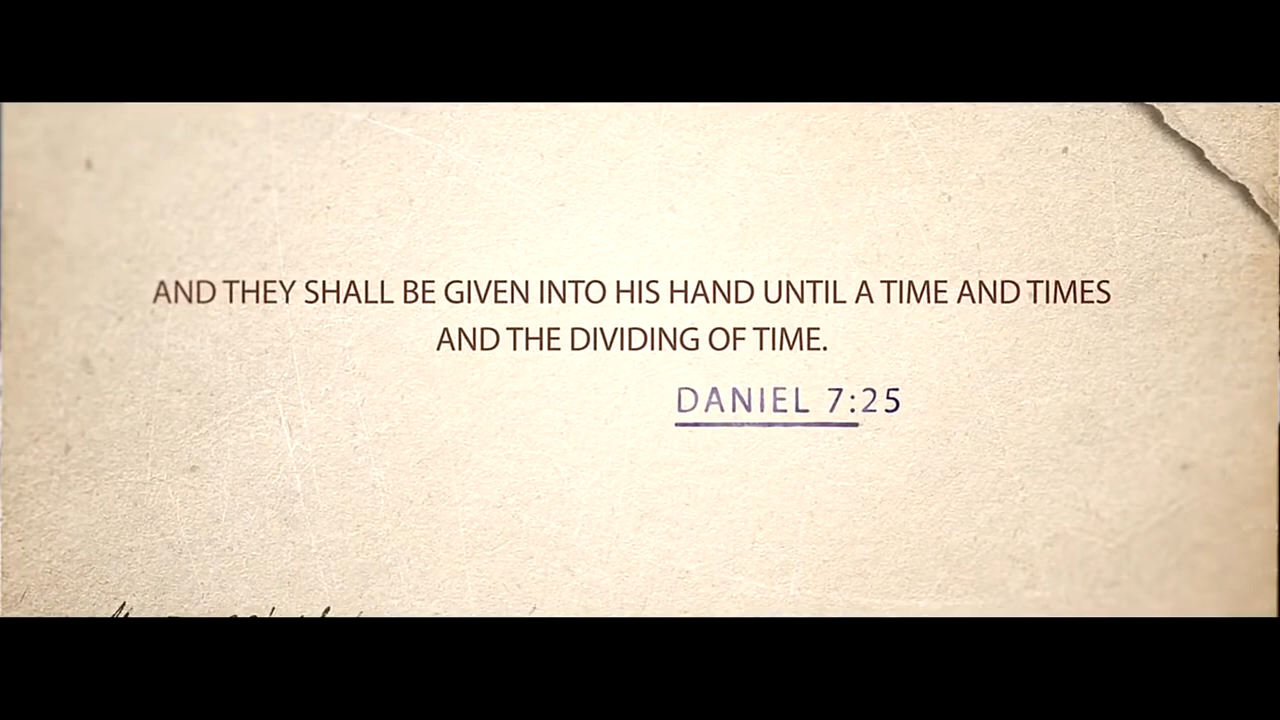 AND THEY SHALL BE GIVEN INTO HIS HAND UNTIL A TIME AND TIMES
AND THE DIVIDING OF TIME.
DANIEL 7:25